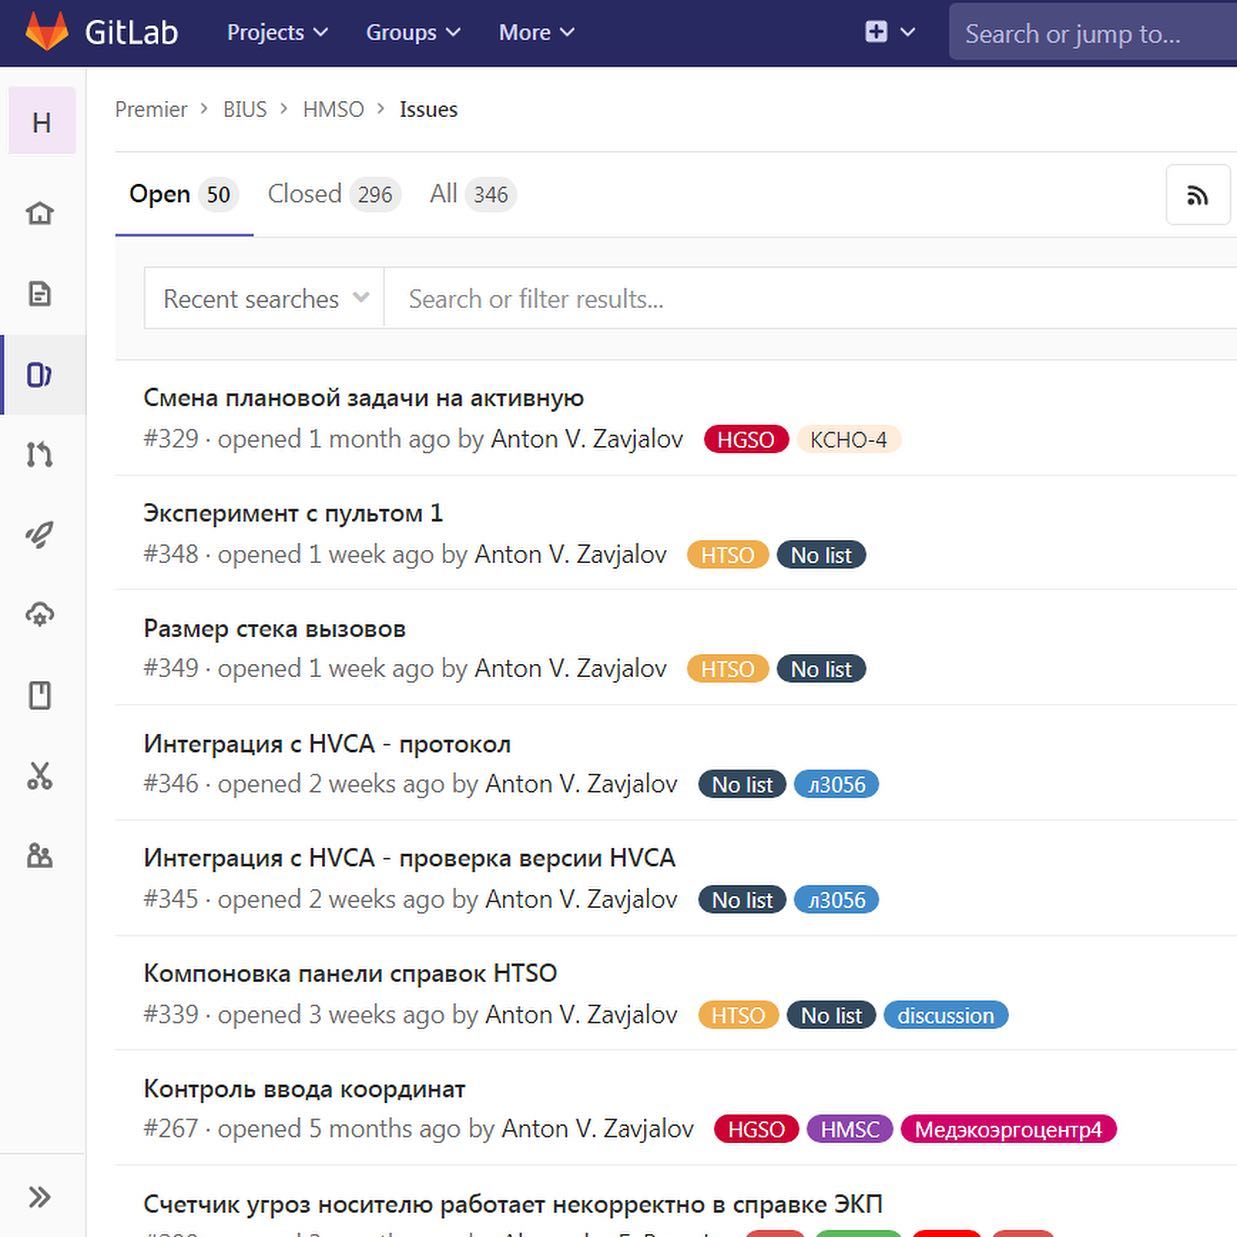 GitLab Projects Groups More Search or jump to...
H
Premier > BIUS > HMSO > Issues
Open 50 Closed 296 All 346
Recent searches Search or filter results...
Смена плановой задачи на активную
#329 · opened 1 month ago by Anton V. Zavjalov HGSO КСНО-4
Эксперимент с пультом 1
#348 · opened 1 week ago by Anton V. Zavjalov HTSO No list
Размер стека вызовов
#349 · opened 1 week ago by Anton V. Zavjalov HTSO No list
Интеграция с HVCA - протокол
#346 · opened 2 weeks ago by Anton V. Zavjalov No list л3056
Интеграция с HVCA - проверка версии HVCA
#345 · opened 2 weeks ago by Anton V. Zavjalov No list л3056
Компоновка панели справок HTSO
#339 · opened 3 weeks ago by Anton V. Zavjalov HTSO No list discussion
Контроль ввода координат
#267 · opened 5 months ago by Anton V. Zavjalov HGSO HMSC Медэкоэргоцентр4
Счетчик угроз носителю работает некорректно в справке ЭКП